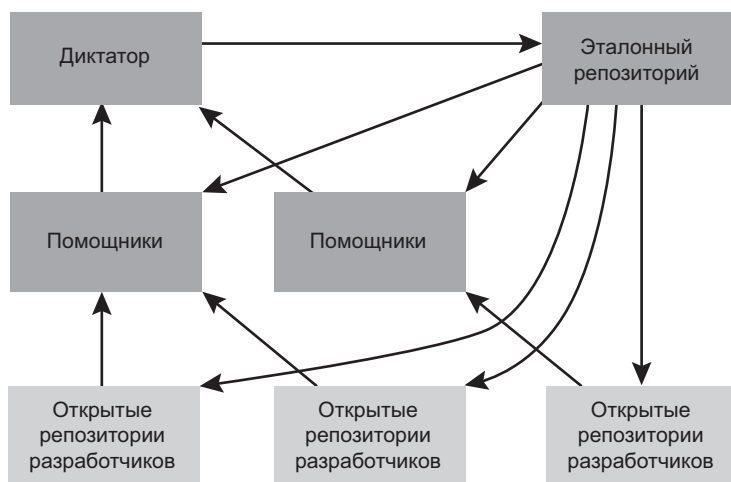 Диктатор
Эталонный
репозиторий
Помощники
Помощники
Открытые
репозитории
разработчиков
Открытые
репозитории
разработчиков
Открытые
репозитории
разработчиков